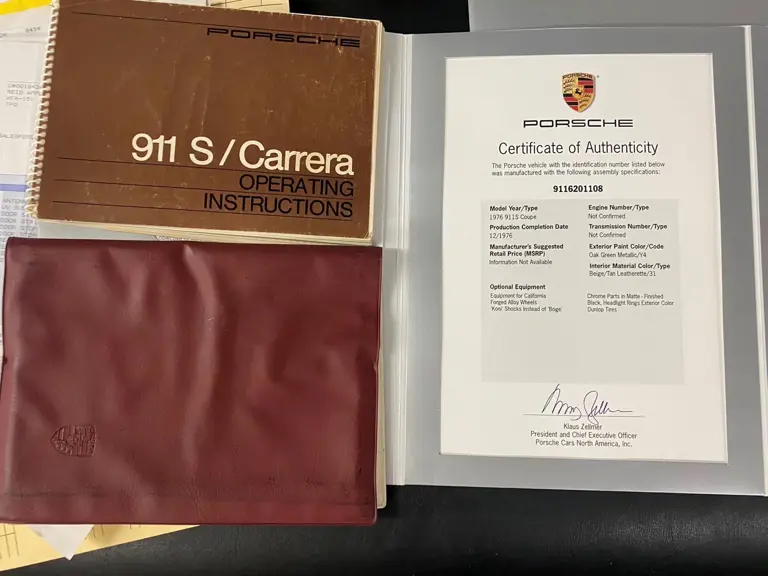 PORSCHE
911 S/Carrera
OPERATING
INSTRUCTIONS
PORSCHE
PORSCHE
Certificate of Authenticity
The Porsche vehicle with the identification number listed below
was manufactured with the following assembly specifications:
9116201108
Model Year/Type
1976 911S Coupe
Production Completion Date
12/1976
Manufacturer's Suggested
Retail Price (MSRP)
Information Not Available
Engine Number/Type
Not Confirmed
Transmission Number/Type
Not Confirmed
Exterior Paint Color/Code
Oak Green Metallic/Y4
Interior Material Color/Type
Beige/Tan Leatherette/31
Optional Equipment
Equipment for California
Forged Alloy Wheels
'Koni' Shocks Instead of 'Boge'
Chrome Parts in Matte - Finished
Black, Headlight Rings Exterior Color
Dunlop Tires
Klaus Zellmer
President and Chief Executive Officer
Porsche Cars North America, Inc.